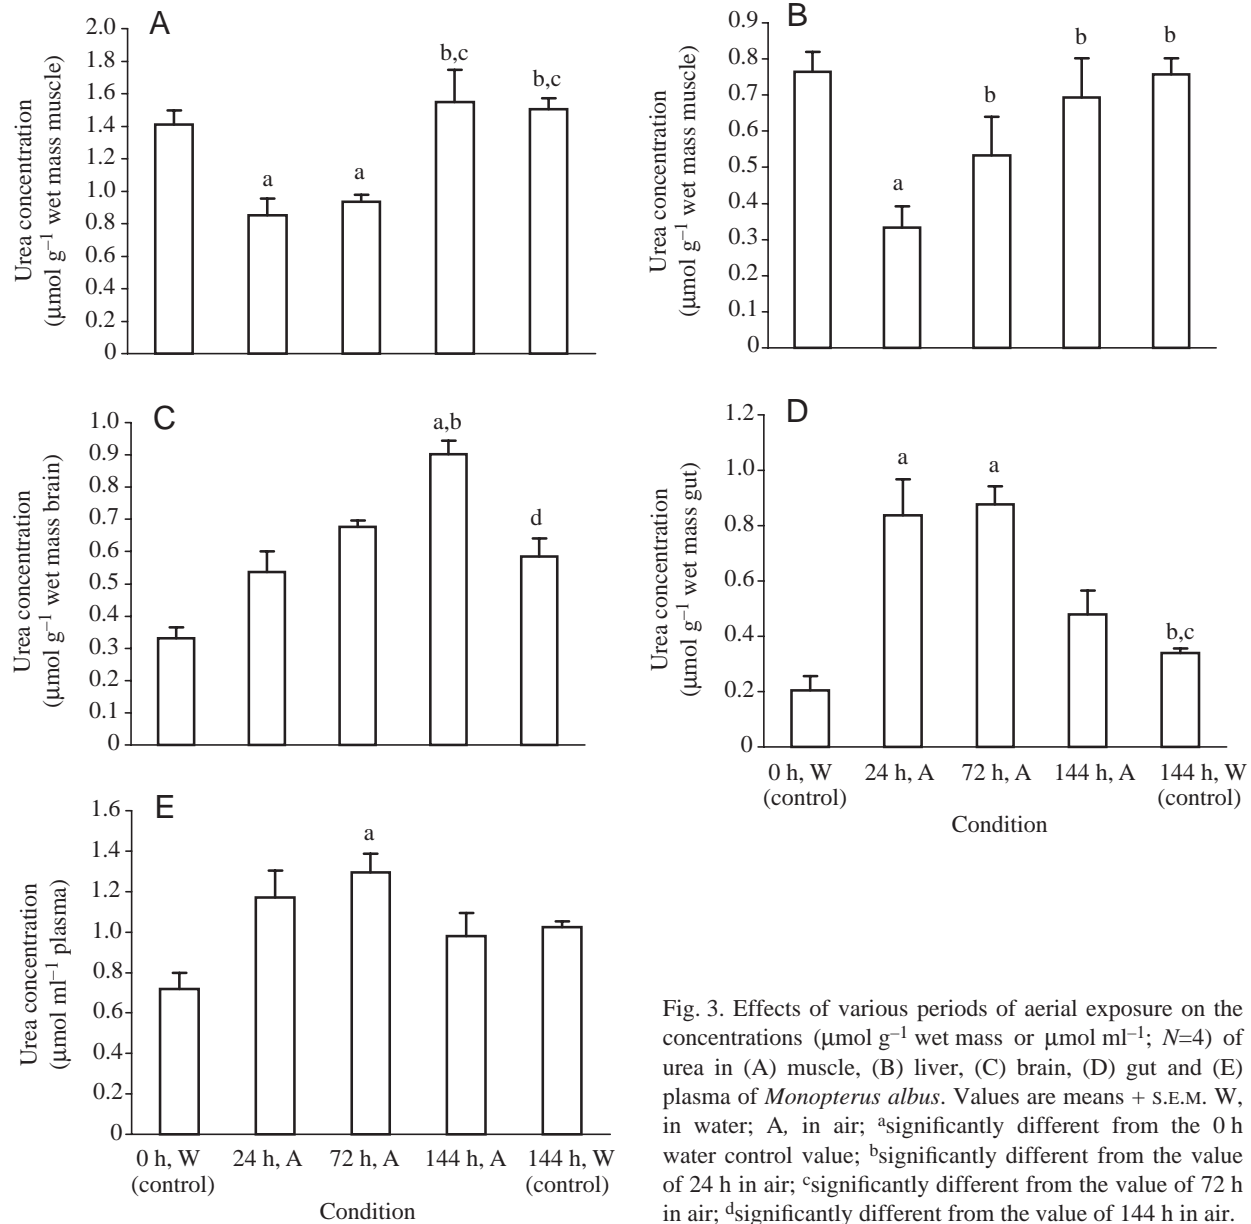 A
2.0
1.8
1.6
1.4
1.2
1.0
0.8
0.6
0.4
0.2
0
Urea concentration
(µmol g⁻¹ wet mass muscle)
a
a
b,c
b,c
B
0.9
0.8
0.7
0.6
0.5
0.4
0.3
0.2
0.1
0
Urea concentration
(µmol g⁻¹ wet mass muscle)
a
b
b
b
C
1.0
0.9
0.8
0.7
0.6
0.5
0.4
0.3
0.2
0.1
0
Urea concentration
(µmol g⁻¹ wet mass brain)
a,b
d
D
1.2
1.0
0.8
0.6
0.4
0.2
0
Urea concentration
(µmol g⁻¹ wet mass gut)
a
a
b,c
0 h, W 24 h, A 72 h, A 144 h, A 144 h, W
(control) (control)
Condition
E
1.6
1.4
1.2
1.0
0.8
0.6
0.4
0.2
0
Urea concentration
(µmol ml⁻¹ plasma)
a
0 h, W 24 h, A 72 h, A 144 h, A 144 h, W
(control) (control)
Condition
Fig. 3. Effects of various periods of aerial exposure on the
concentrations (µmol g⁻¹ wet mass or µmol ml⁻¹; N=4) of
urea in (A) muscle, (B) liver, (C) brain, (D) gut and (E)
plasma of Monopterus albus. Values are means + S.E.M. W,
in water; A, in air; ᵃsignificantly different from the 0 h
water control value; ᵇsignificantly different from the value
of 24 h in air; ᶜsignificantly different from the value of 72 h
in air; ᵈsignificantly different from the value of 144 h in air.